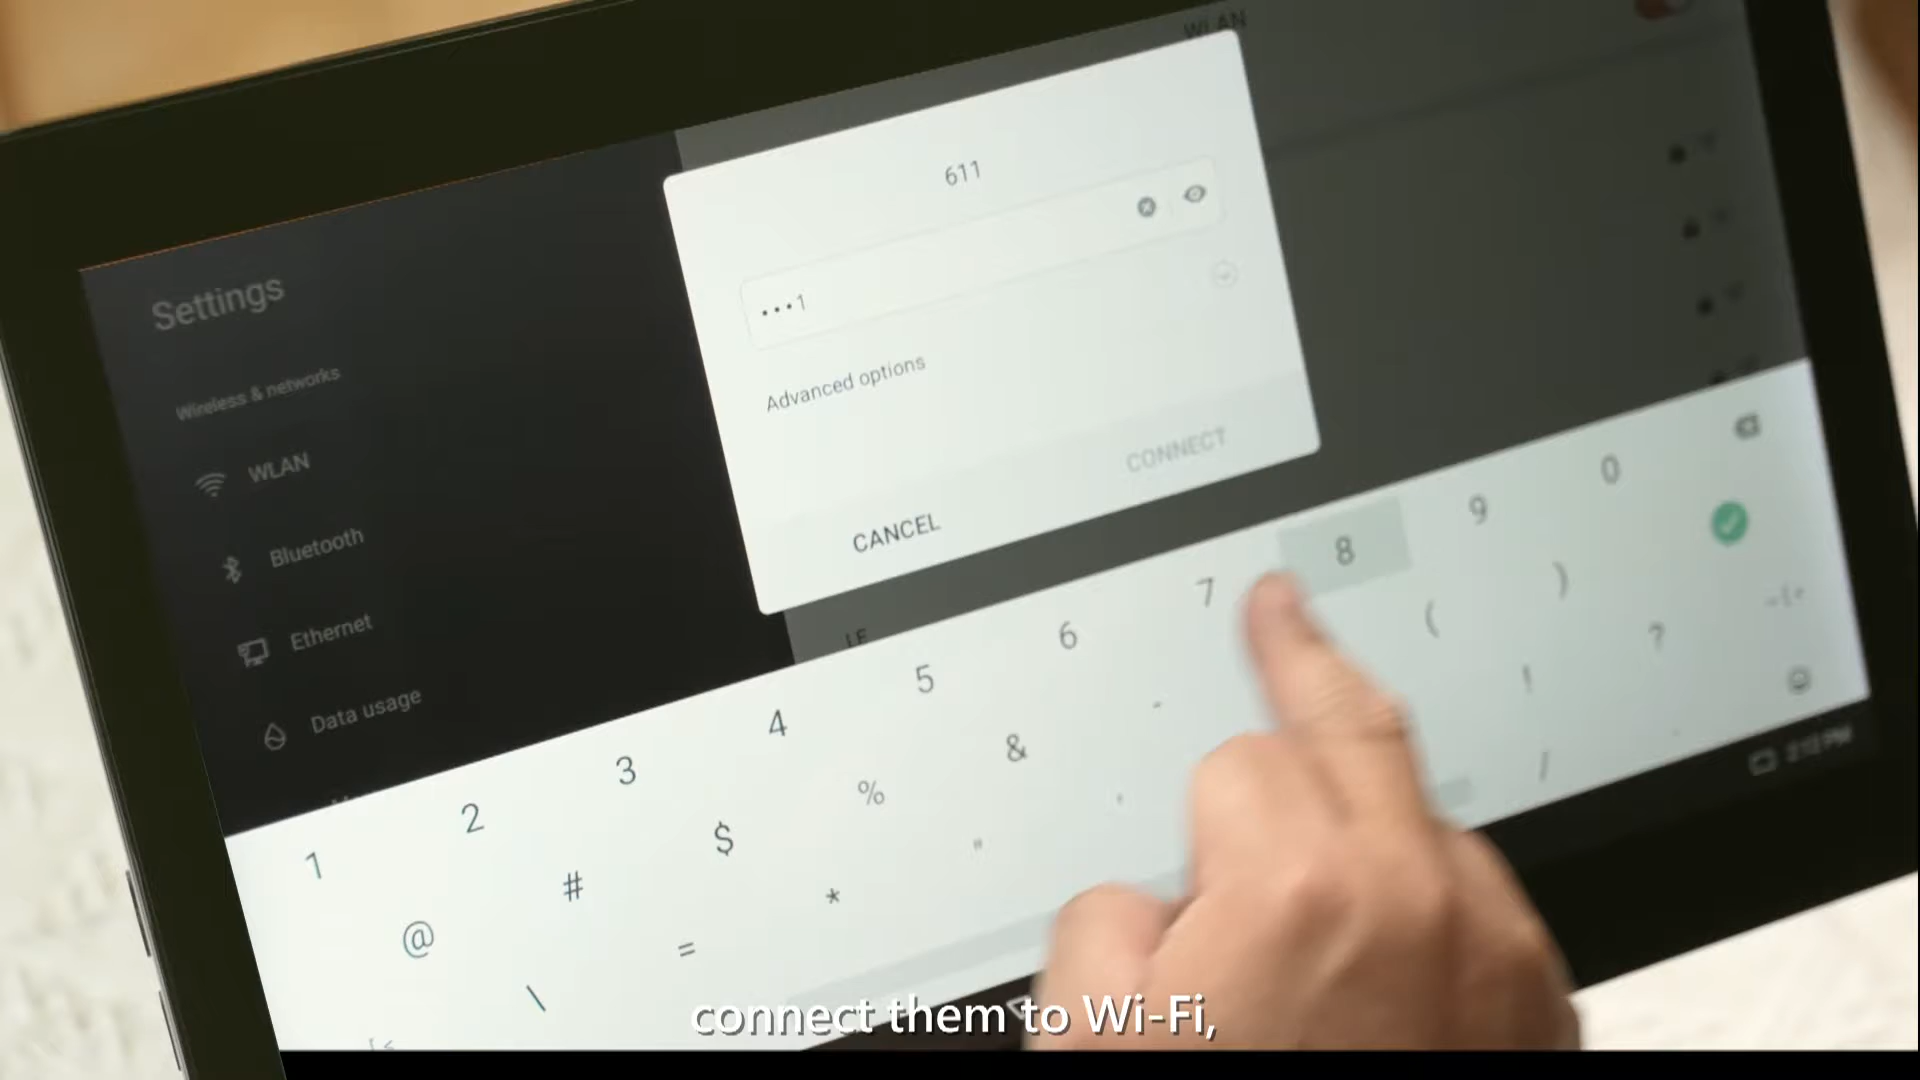 WLAN
611
•••1
Advanced options
CANCEL
CONNECT
Settings
Wireless & networks
WLAN
Bluetooth
Ethernet
Data usage
1 2 3 4 5 6 7 8 9 0
@ # $ % & - ( )
\ = * " ' ! ?
/
connect them to Wi-Fi,